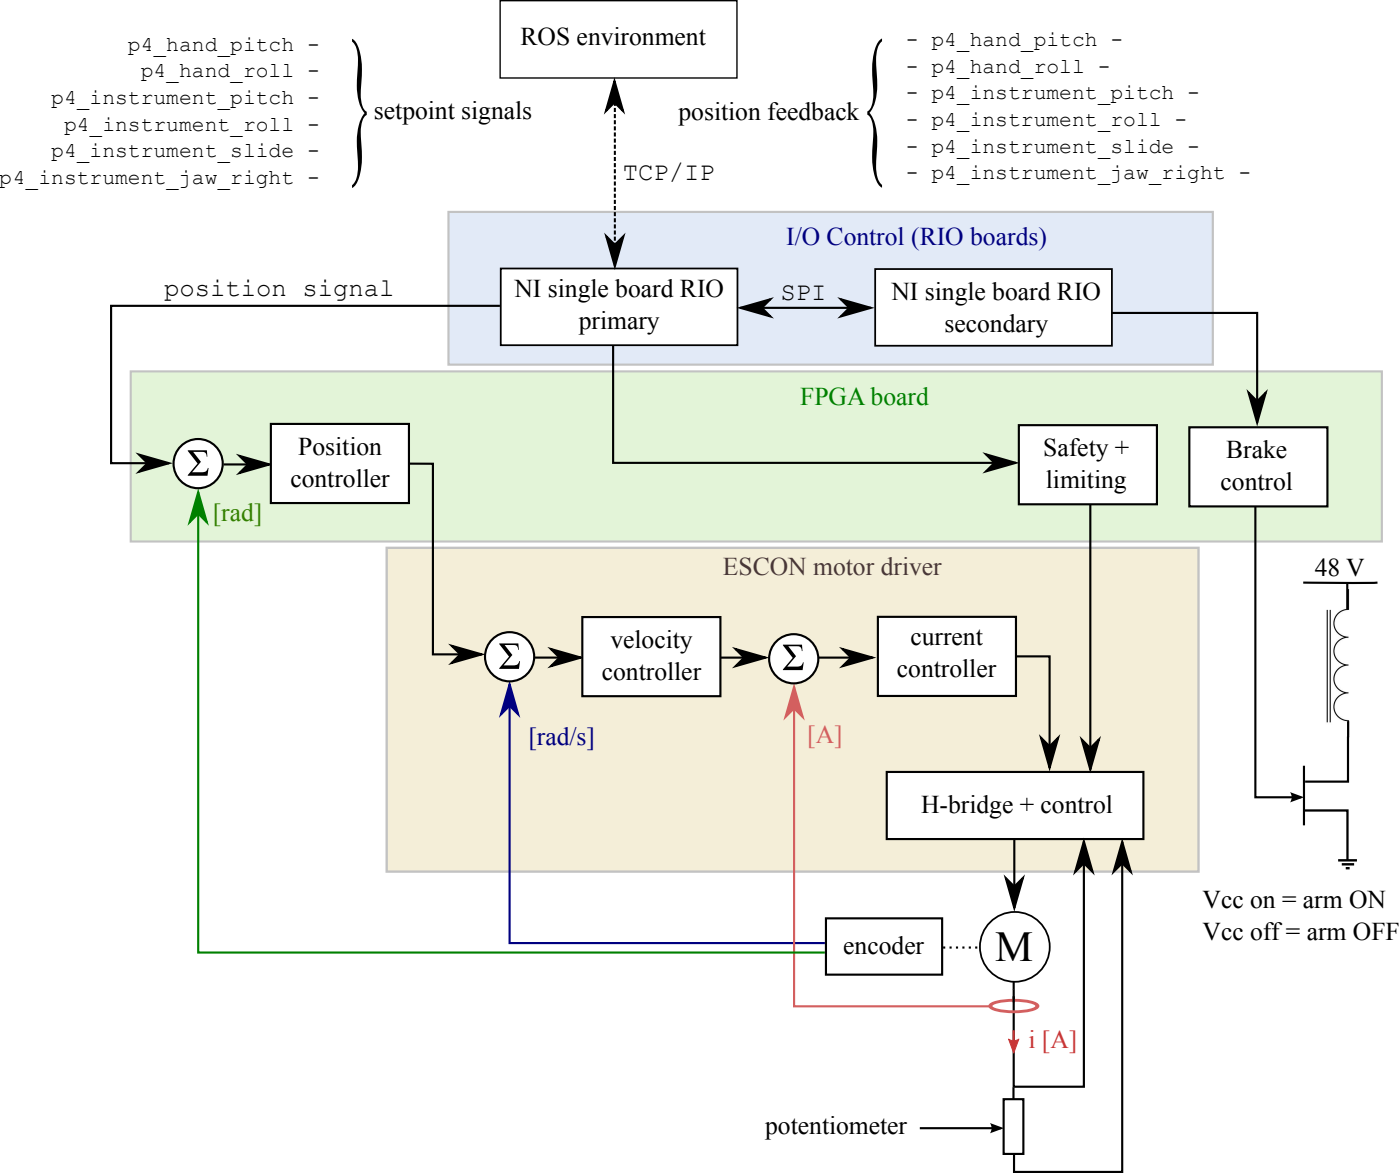 ROS environment
p4_hand_pitch -
p4_hand_roll -
p4_instrument_pitch -
p4_instrument_roll -
p4_instrument_slide -
p4_instrument_jaw_right -
setpoint signals
position feedback
- p4_hand_pitch -
- p4_hand_roll -
- p4_instrument_pitch -
- p4_instrument_roll -
- p4_instrument_slide -
- p4_instrument_jaw_right -
TCP/IP
I/O Control (RIO boards)
position signal
NI single board RIO
primary
SPI
NI single board RIO
secondary
FPGA board
Σ
Position
controller
Safety +
limiting
Brake
control
[rad]
ESCON motor driver
48 V
Σ
velocity
controller
Σ
current
controller
[rad/s]
[A]
H-bridge + control
Vcc on = arm ON
Vcc off = arm OFF
encoder
M
i [A]
potentiometer